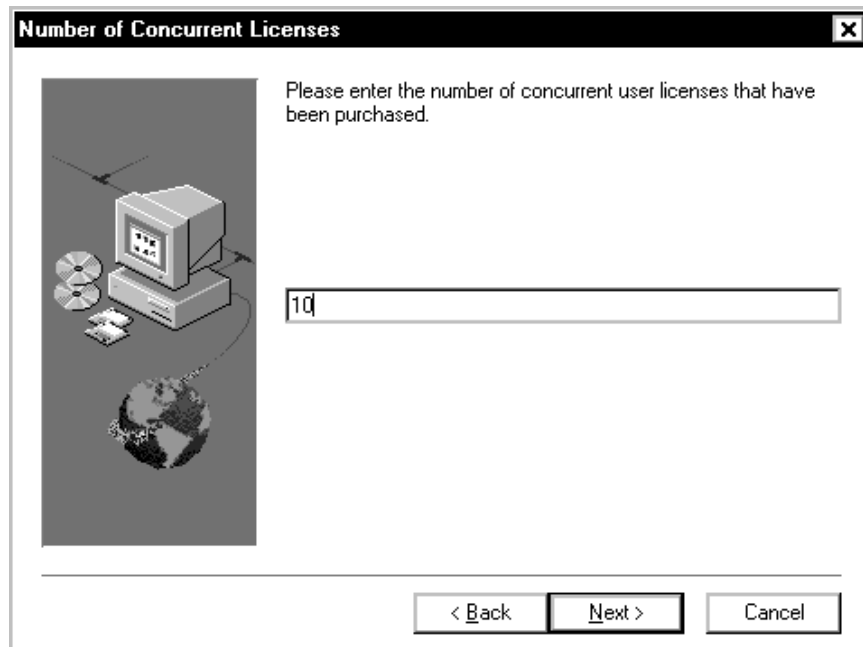 Number of Concurrent Licenses
Please enter the number of concurrent user licenses that have
been purchased.
10
< Back
Next >
Cancel